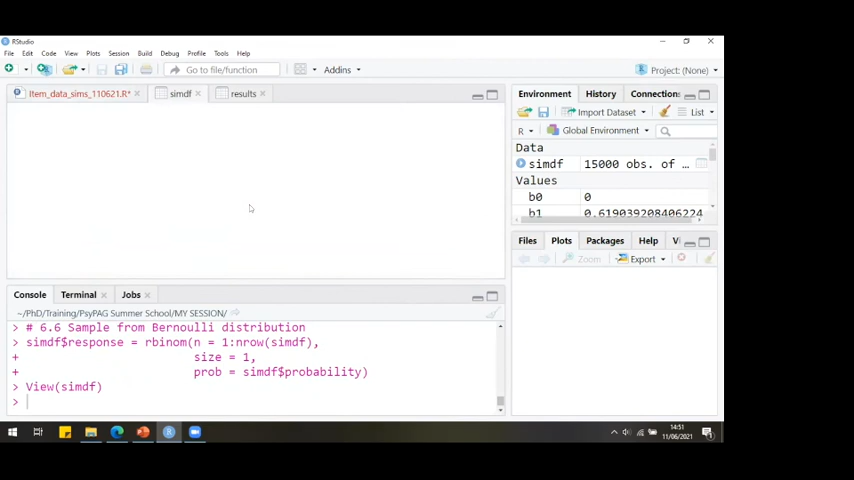 RStudio
File Edit Code View Plots Session Build Debug Profile Tools Help
Go to file/function Addins Project: (None)
Item_data_sims_110621.R* simdf results
Environment History Connections
Import Dataset List
R Global Environment
Data
simdf 15000 obs. of …
Values
b0 0
b1 0.619039208406224
Files Plots Packages Help
Zoom Export
Console Terminal Jobs
~/PhD/Training/PsyPAG Summer School/MY SESSION/
> # 6.6 Sample from Bernoulli distribution
> simdf$response = rbinom(n = 1:nrow(simdf),
+ size = 1,
+ prob = simdf$probability)
> View(simdf)
>
14:51
11/06/2021